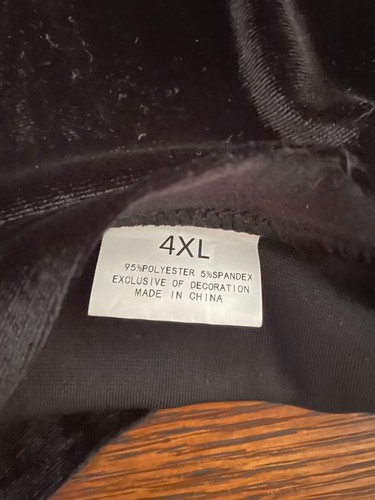 4XL
95%POLYESTER 5%SPANDEX
EXCLUSIVE OF DECORATION
MADE IN CHINA